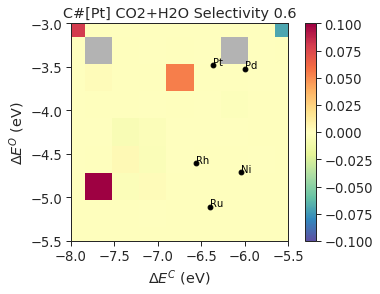 C#[Pt] CO2+H2O Selectivity 0.6
−3.0
−3.5
−4.0
−4.5
−5.0
−5.5
ΔE^O (eV)
Pt
Pd
Rh
Ni
Ru
−8.0 −7.5 −7.0 −6.5 −6.0 −5.5
ΔE^C (eV)
0.100
0.075
0.050
0.025
0.000
−0.025
−0.050
−0.075
−0.100